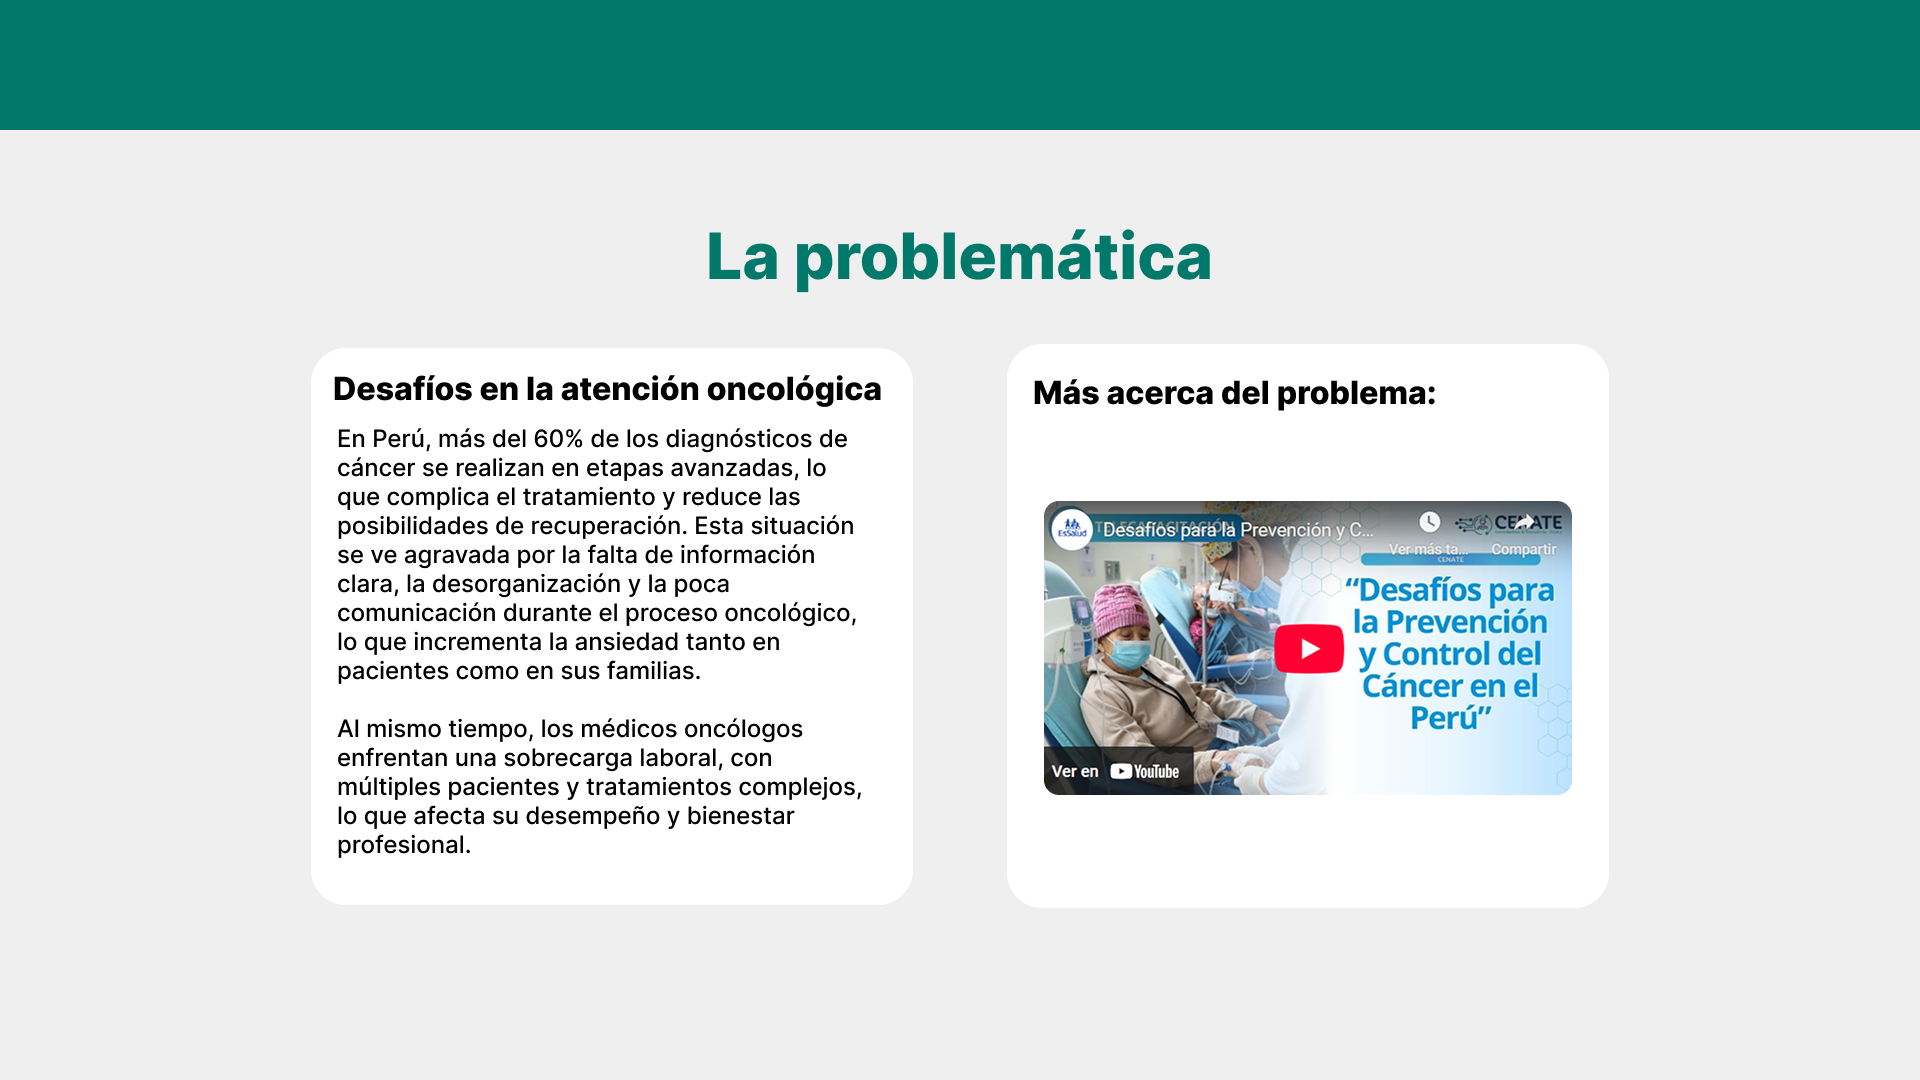 La problemática
Desafíos en la atención oncológica
En Perú, más del 60% de los diagnósticos de
cáncer se realizan en etapas avanzadas, lo
que complica el tratamiento y reduce las
posibilidades de recuperación. Esta situación
se ve agravada por la falta de información
clara, la desorganización y la poca
comunicación durante el proceso oncológico,
lo que incrementa la ansiedad tanto en
pacientes como en sus familias.
Al mismo tiempo, los médicos oncólogos
enfrentan una sobrecarga laboral, con
múltiples pacientes y tratamientos complejos,
lo que afecta su desempeño y bienestar
profesional.
Más acerca del problema:
EsSalud
Desafíos para la Prevención y C...
CENATE
Ver más ta...
Compartir
CENATE
“Desafíos para
la Prevención
y Control del
Cáncer en el
Perú”
Ver en YouTube